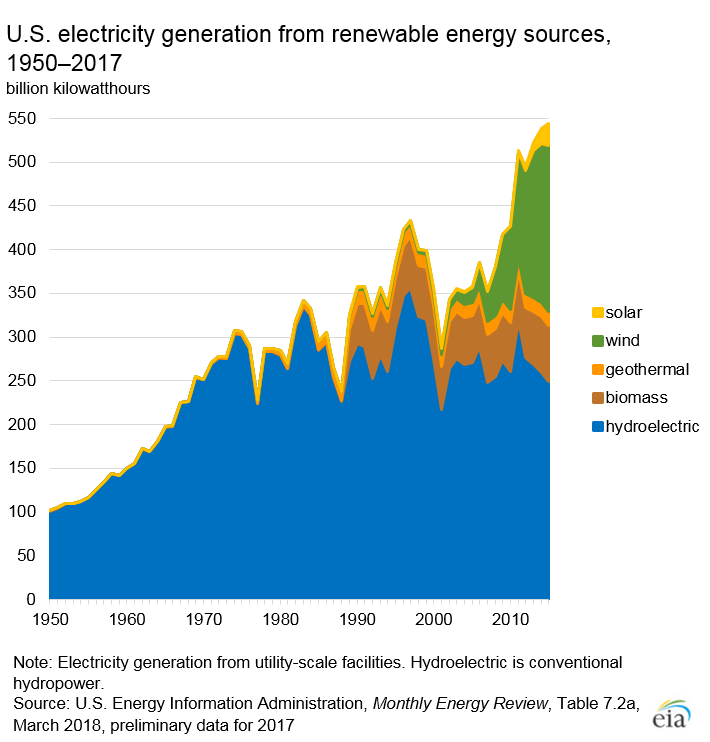 U.S. electricity generation from renewable energy sources,
1950–2017
billion kilowatthours
550
500
450
400
350
300
250
200
150
100
50
0
1950 1960 1970 1980 1990 2000 2010
solar
wind
geothermal
biomass
hydroelectric
Note: Electricity generation from utility-scale facilities. Hydroelectric is conventional
hydropower.
Source: U.S. Energy Information Administration, Monthly Energy Review, Table 7.2a,
March 2018, preliminary data for 2017
eia